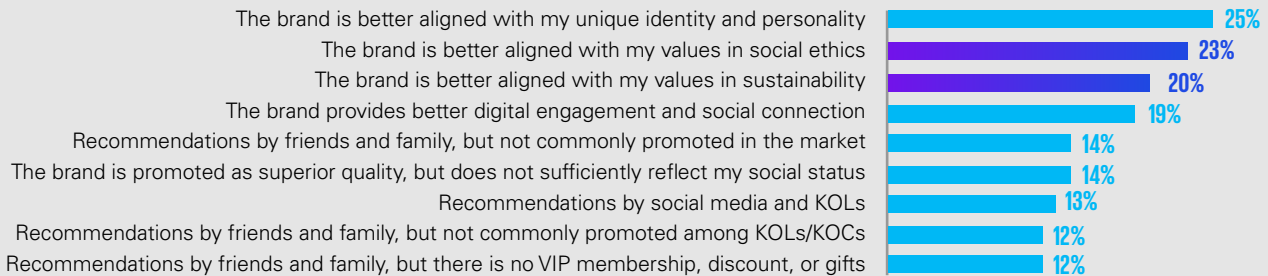 The brand is better aligned with my unique identity and personality 25%
The brand is better aligned with my values in social ethics 23%
The brand is better aligned with my values in sustainability 20%
The brand provides better digital engagement and social connection 19%
Recommendations by friends and family, but not commonly promoted in the market 14%
The brand is promoted as superior quality, but does not sufficiently reflect my social status 14%
Recommendations by social media and KOLs 13%
Recommendations by friends and family, but not commonly promoted among KOLs/KOCs 12%
Recommendations by friends and family, but there is no VIP membership, discount, or gifts 12%